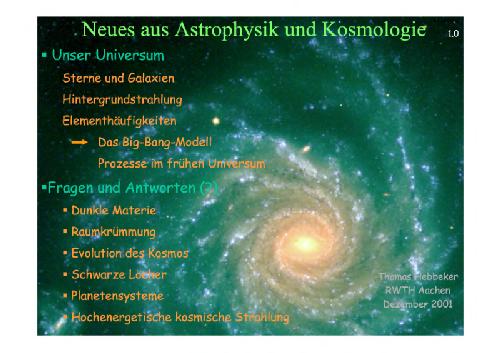 Neues aus Astrophysik und Kosmologie 1.0
▪ Unser Universum
Sterne und Galaxien
Hintergrundstrahlung
Elementhäufigkeiten
→ Das Big-Bang-Modell
Prozesse im frühen Universum
▪Fragen und Antworten (?)
▪ Dunkle Materie
▪ Raumkrümmung
▪ Evolution des Kosmos
▪ Schwarze Löcher
▪ Planetensysteme
▪ Hochenergetische kosmische Strahlung
Thomas Hebbeker
RWTH Aachen
Dezember 2001